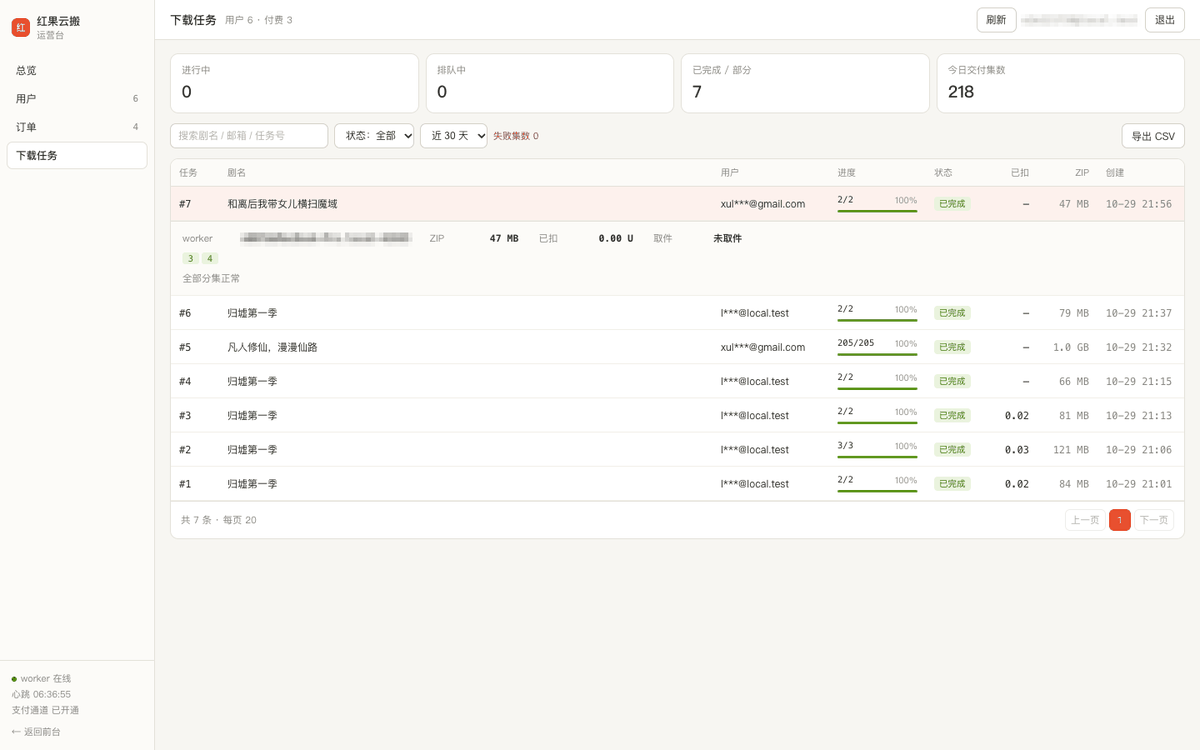 红 红果云搬
运营台
总览
用户 6
订单 4
下载任务
worker 在线
心跳 06:36:55
支付通道 已开通
← 返回前台
下载任务 用户 6 · 付费 3 刷新 退出
进行中 排队中 已完成 / 部分 今日交付集数
0 0 7 218
搜索剧名 / 邮箱 / 任务号 状态: 全部 近 30 天 失败集数 0 导出 CSV
任务 剧名 用户 进度 状态 已扣 ZIP 创建
#7 和离后我带女儿横扫魔域 xul***@gmail.com 2/2 100% 已完成 — 47 MB 10-29 21:56
worker ZIP 47 MB 已扣 0.00 U 取件 未取件
3 4
全部分集正常
#6 归墟第一季 l***@local.test 2/2 100% 已完成 — 79 MB 10-29 21:37
#5 凡人修仙，漫漫仙路 xul***@gmail.com 205/205 100% 已完成 — 1.0 GB 10-29 21:32
#4 归墟第一季 l***@local.test 2/2 100% 已完成 — 66 MB 10-29 21:15
#3 归墟第一季 l***@local.test 2/2 100% 已完成 0.02 81 MB 10-29 21:13
#2 归墟第一季 l***@local.test 3/3 100% 已完成 0.03 121 MB 10-29 21:06
#1 归墟第一季 l***@local.test 2/2 100% 已完成 0.02 84 MB 10-29 21:01
共 7 条 · 每页 20 上一页 1 下一页